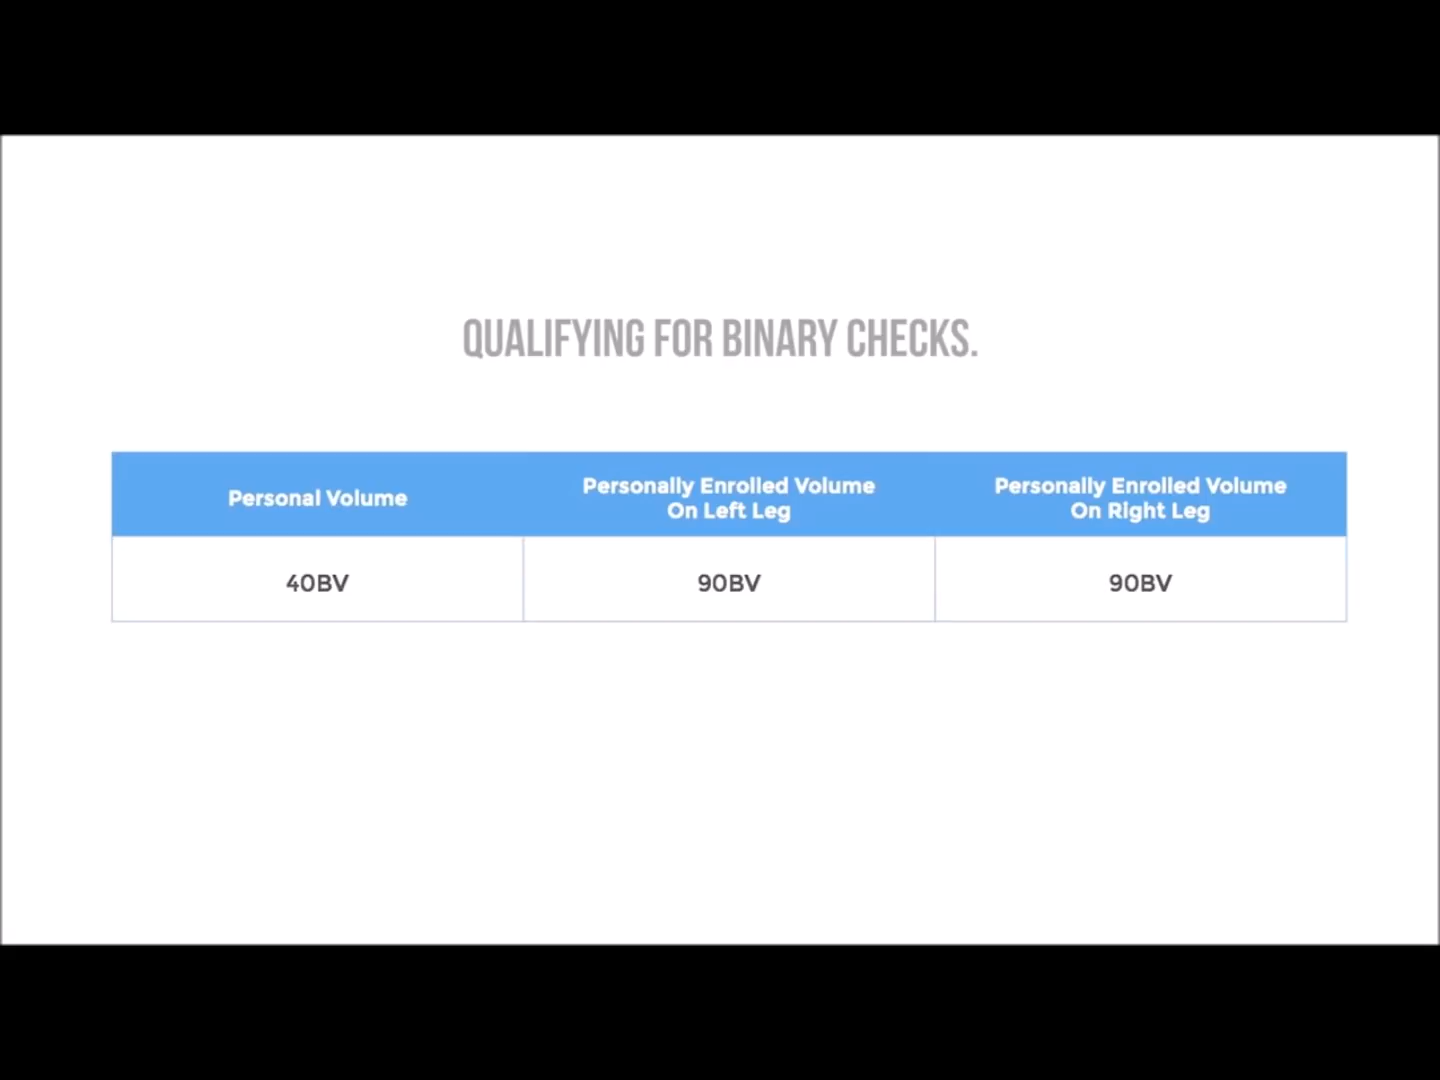 QUALIFYING FOR BINARY CHECKS.
Personal Volume
Personally Enrolled Volume
On Left Leg
Personally Enrolled Volume
On Right Leg
40BV
90BV
90BV